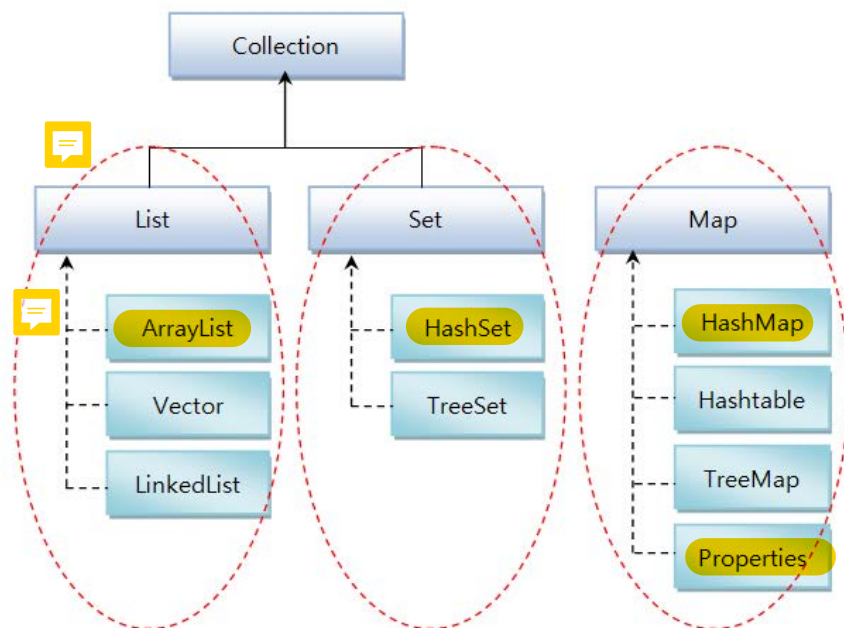 Collection
List
Set
Map
ArrayList
HashSet
HashMap
Vector
TreeSet
Hashtable
LinkedList
TreeMap
Properties